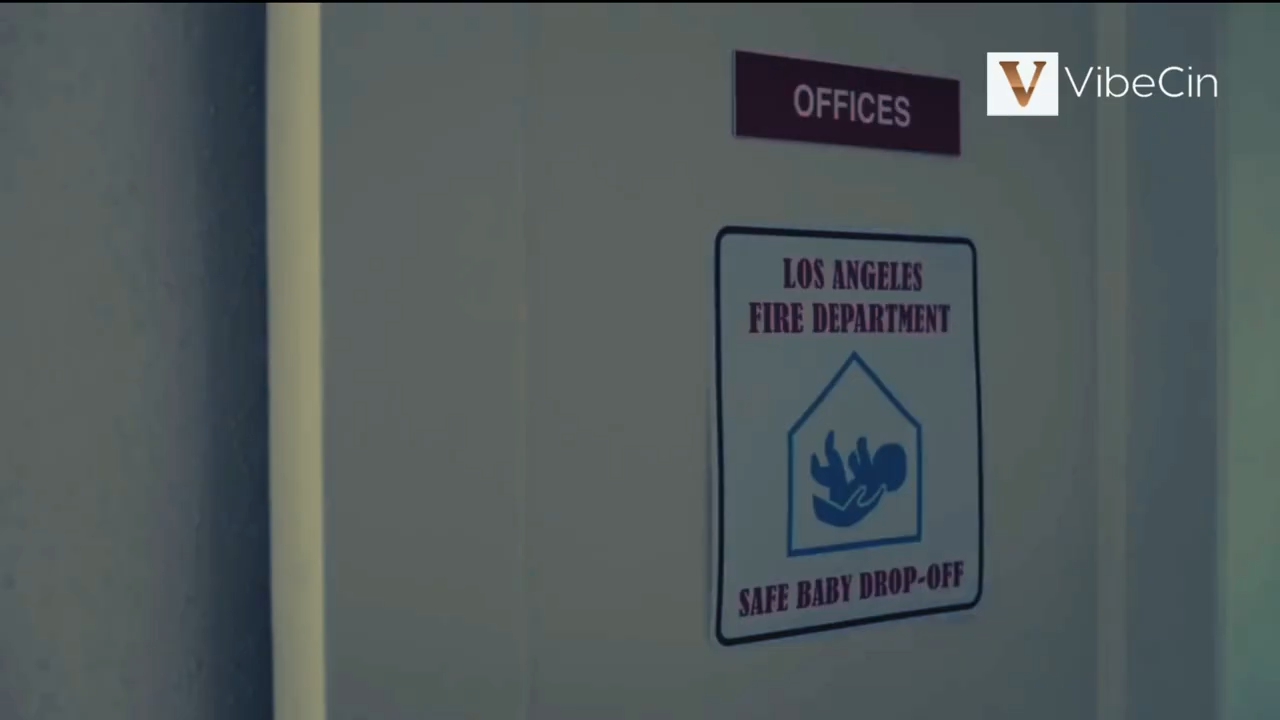 OFFICES
V VibeCin
LOS ANGELES
FIRE DEPARTMENT
SAFE BABY DROP-OFF